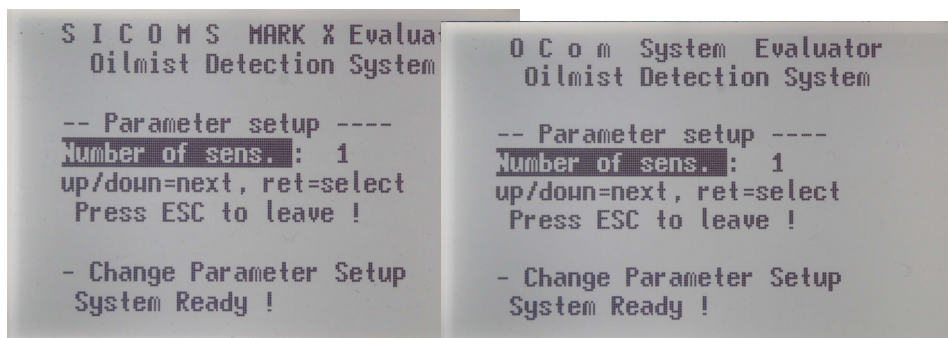 S I C O M S MARK X Evalua
Oilmist Detection System
-- Parameter setup ----
Number of sens. : 1
up/down=next, ret=select
Press ESC to leave !
- Change Parameter Setup
System Ready !
O C o m System Evaluator
Oilmist Detection System
-- Parameter setup ----
Number of sens. : 1
up/down=next, ret=select
Press ESC to leave !
- Change Parameter Setup
System Ready !